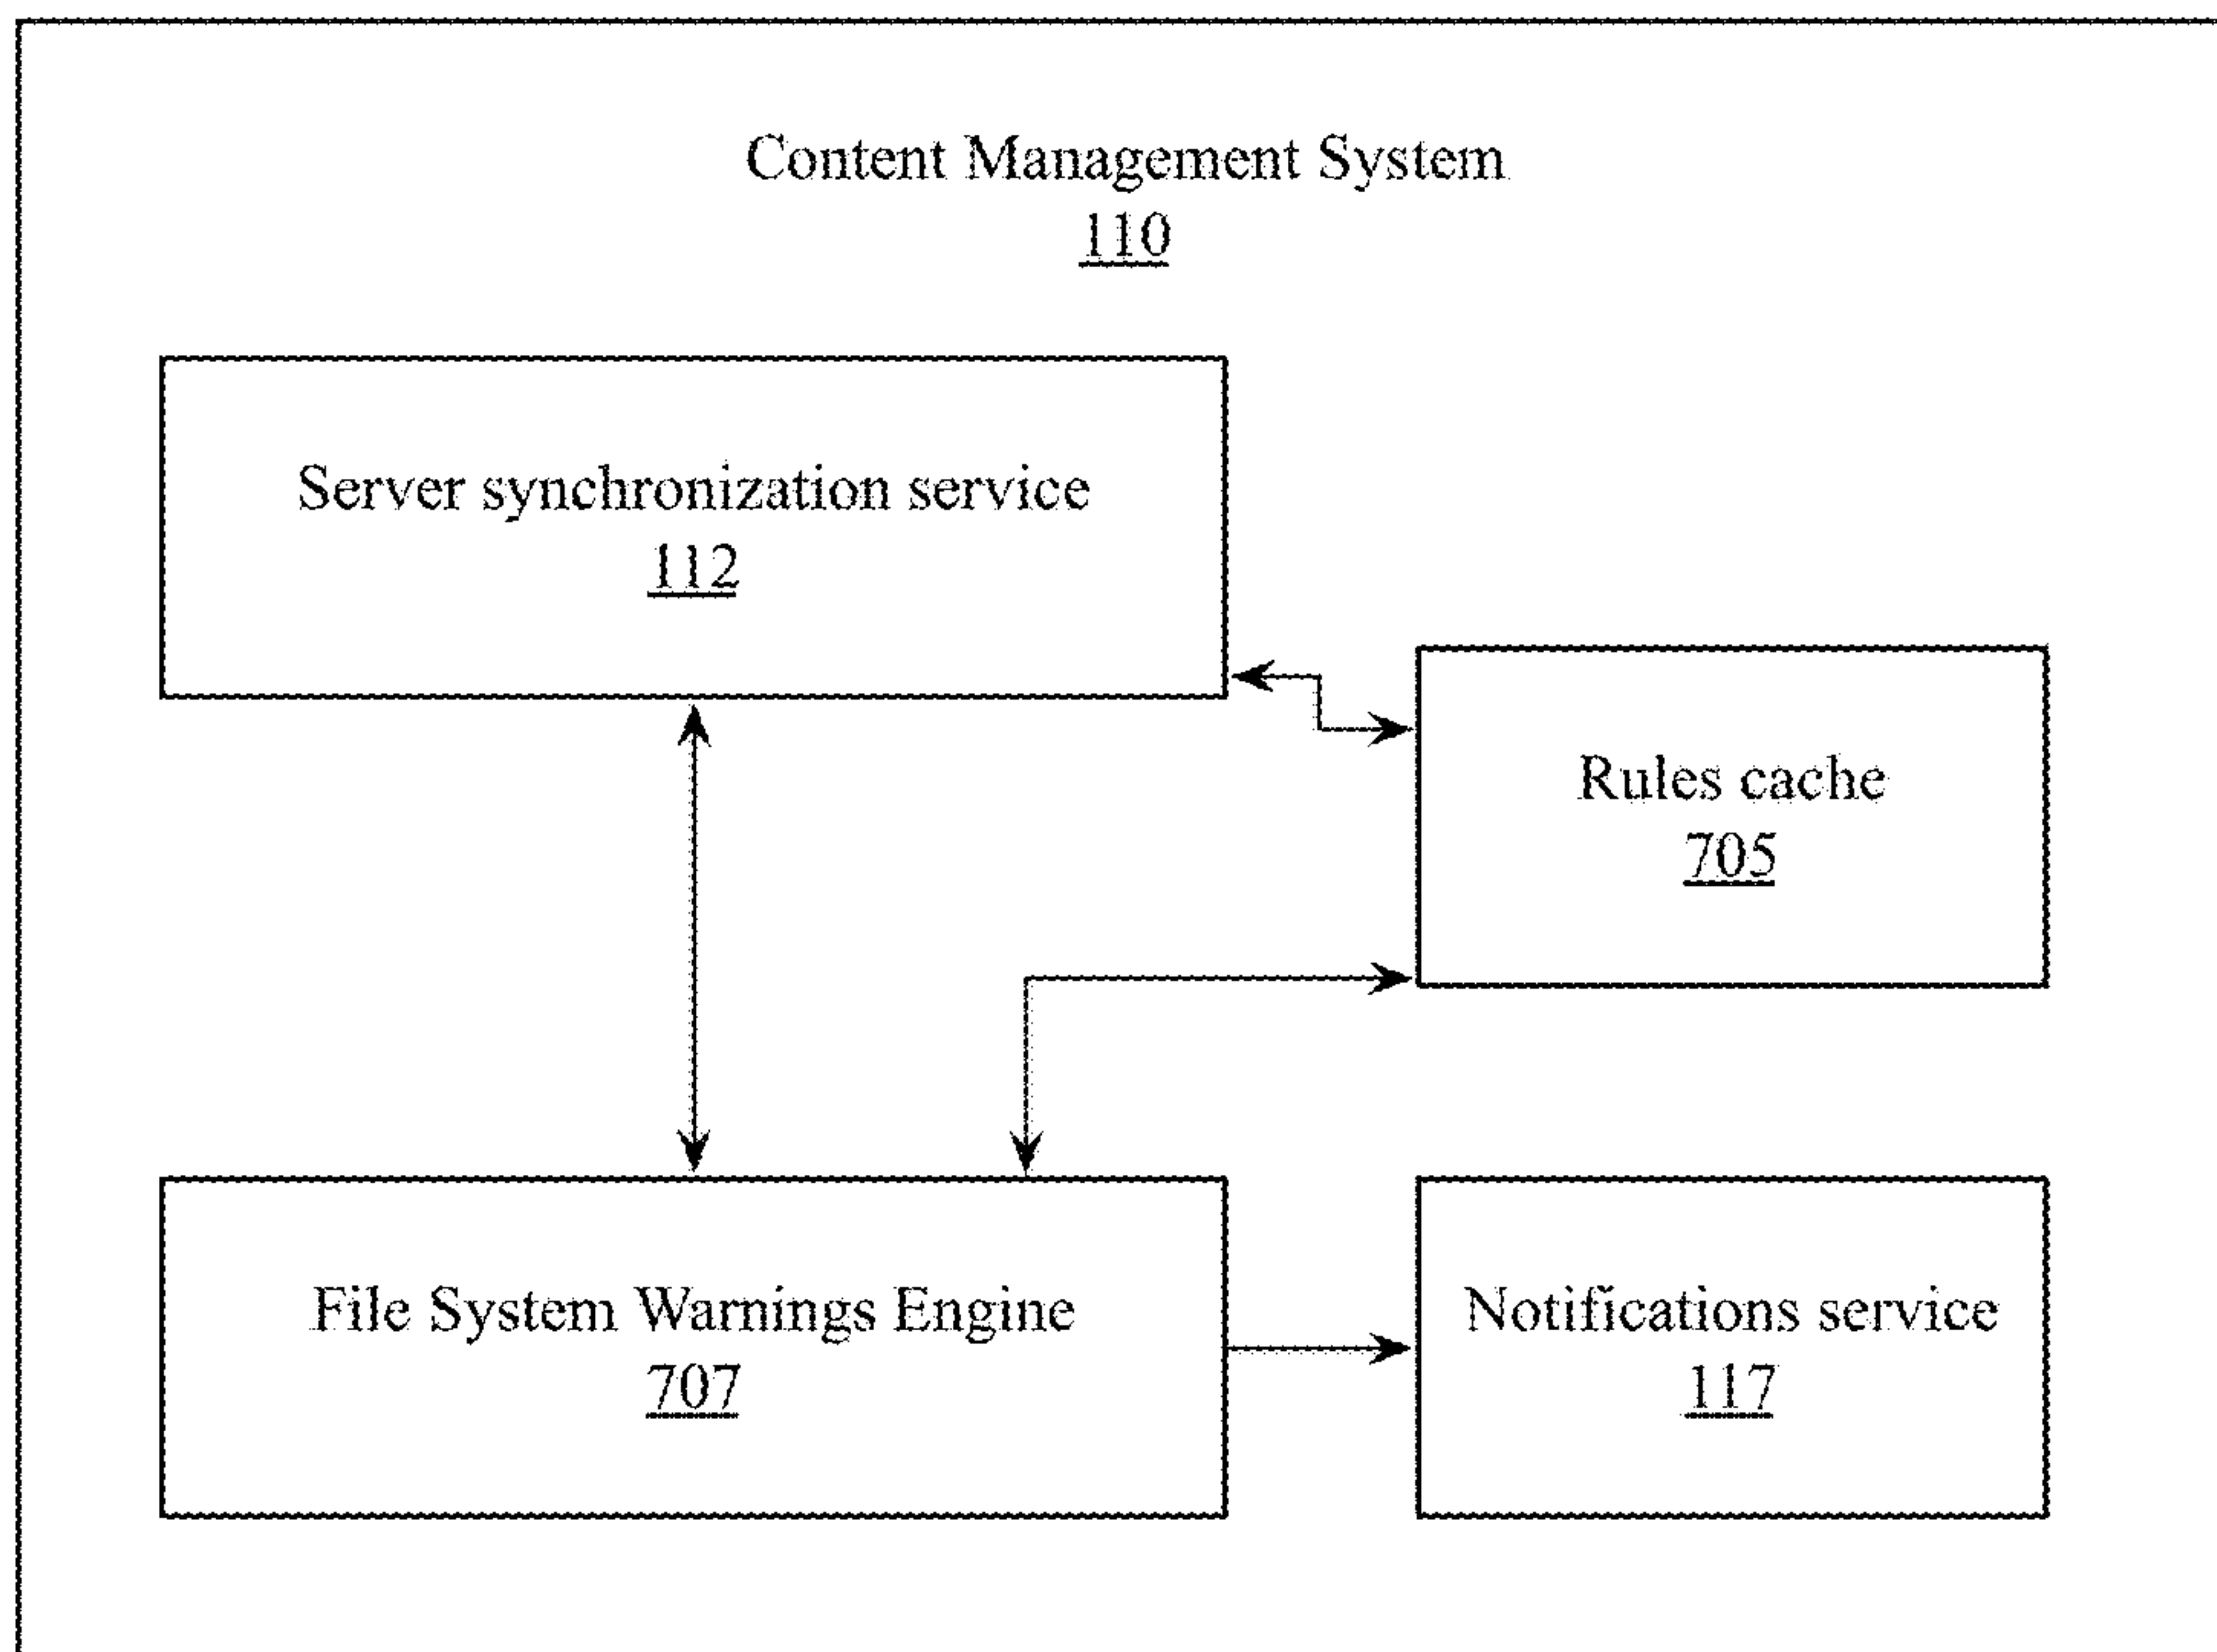 Content Management System
110
Server synchronization service
112
Rules cache
705
File System Warnings Engine
707
Notifications service
117